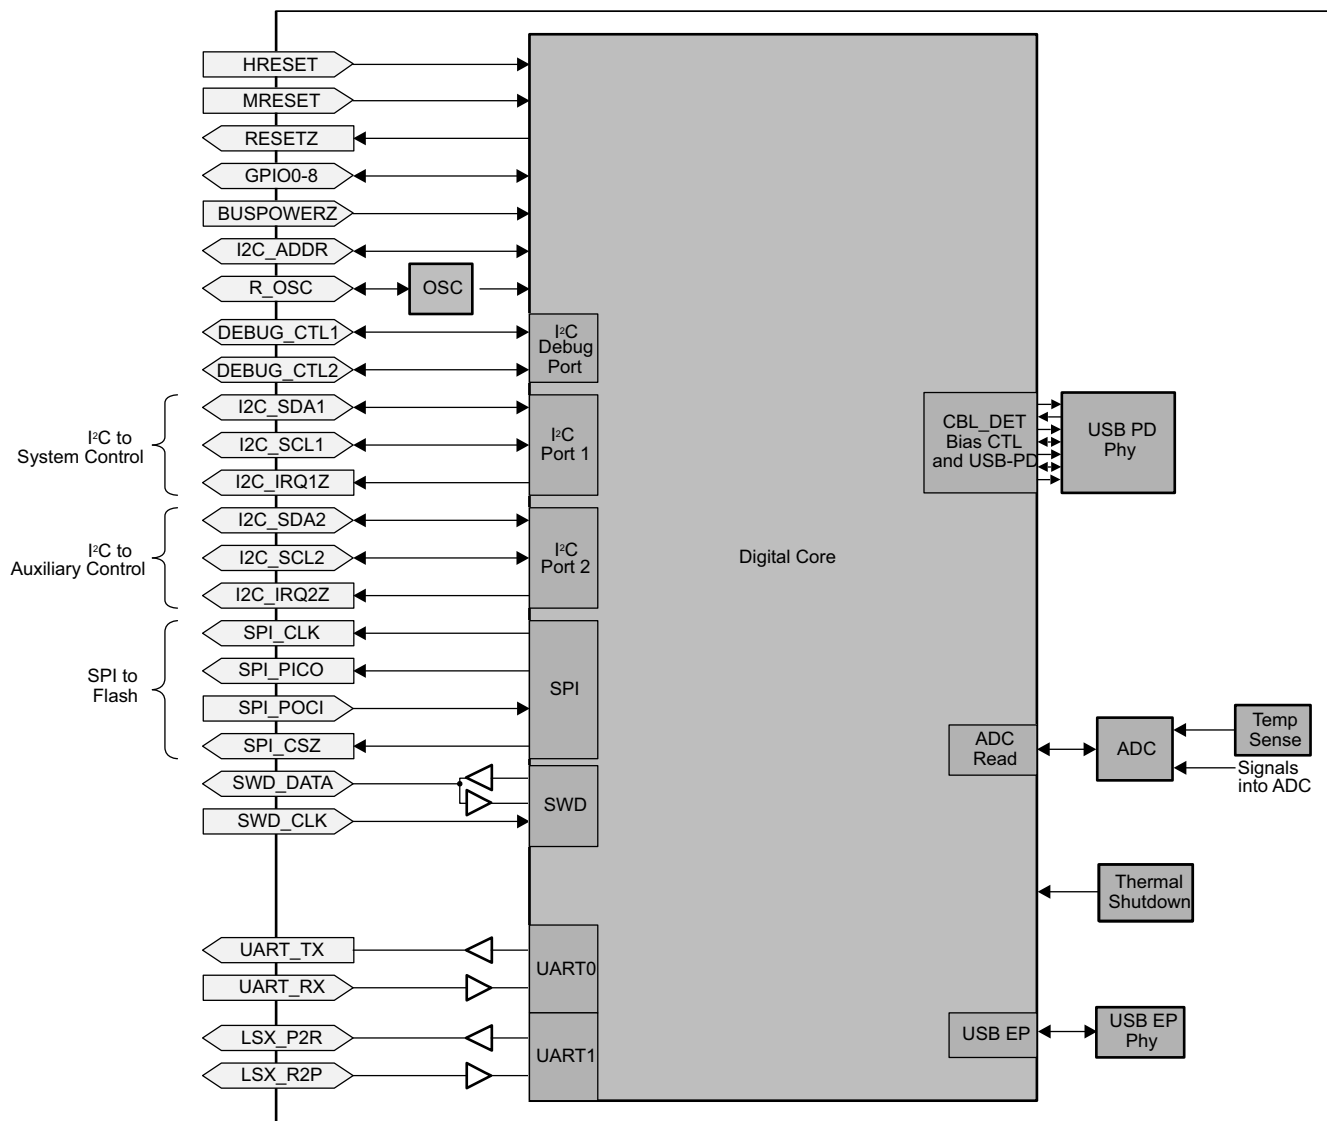 HRESET
MRESET
RESETZ
GPIO0-8
BUSPOWERZ
I2C_ADDR
R_OSC
OSC
DEBUG_CTL1
DEBUG_CTL2
I²C
Debug
Port
I²C to
System Control
I2C_SDA1
I2C_SCL1
I2C_IRQ1Z
I²C
Port 1
I²C to
Auxiliary Control
I2C_SDA2
I2C_SCL2
I2C_IRQ2Z
I²C
Port 2
SPI to
Flash
SPI_CLK
SPI_PICO
SPI_POCI
SPI_CSZ
SPI
SWD_DATA
SWD_CLK
SWD
UART_TX
UART_RX
UART0
LSX_P2R
LSX_R2P
UART1
Digital Core
CBL_DET
Bias CTL
and USB-PD
USB PD
Phy
ADC
Read
ADC
Temp
Sense
Signals
into ADC
Thermal
Shutdown
USB EP
USB EP
Phy